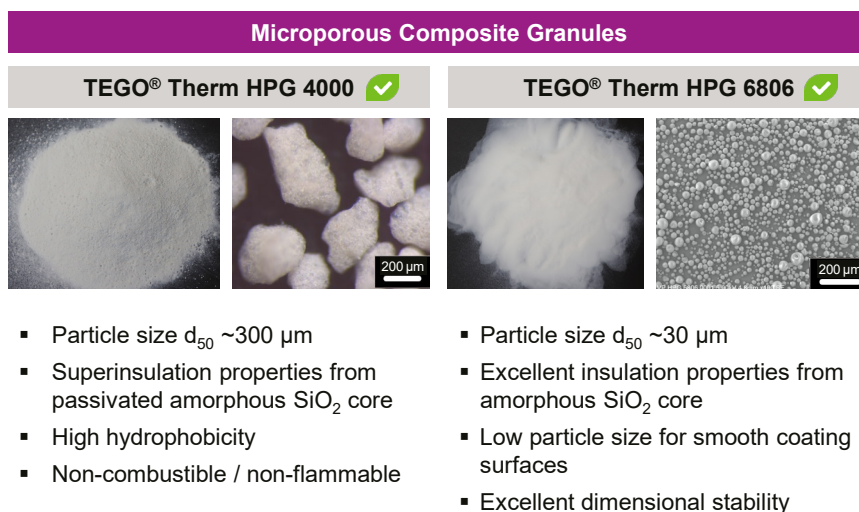 Microporous Composite Granules
TEGO® Therm HPG 4000
TEGO® Therm HPG 6806
200 µm
200 µm
▪ Particle size d₅₀ ~300 µm
▪ Superinsulation properties from
passivated amorphous SiO₂ core
▪ High hydrophobicity
▪ Non-combustible / non-flammable
▪ Particle size d₅₀ ~30 µm
▪ Excellent insulation properties from
amorphous SiO₂ core
▪ Low particle size for smooth coating
surfaces
▪ Excellent dimensional stability